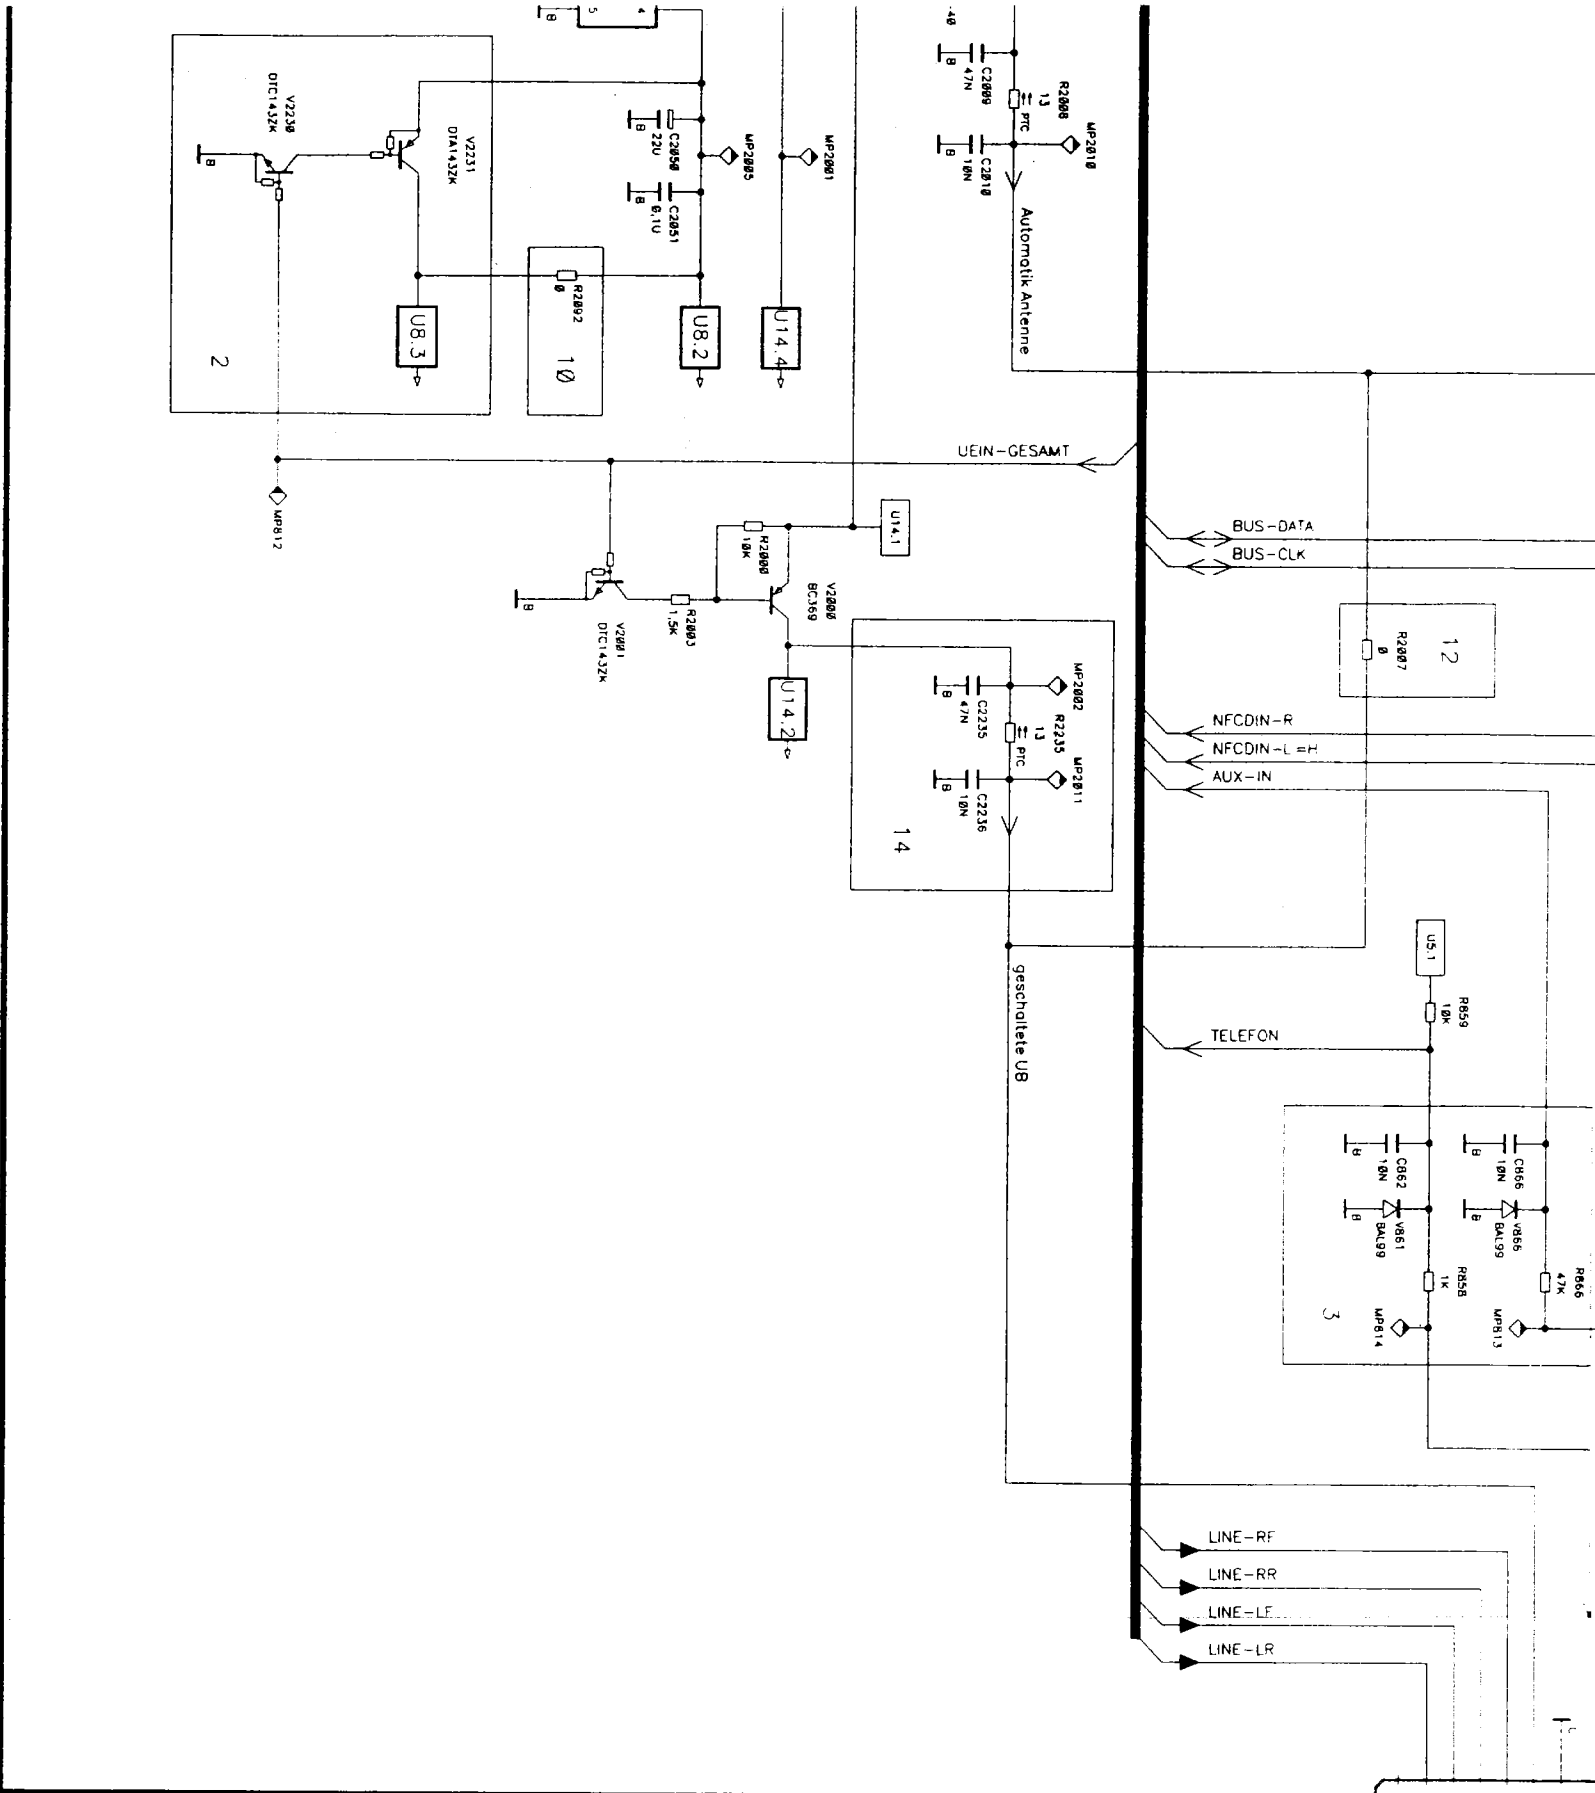 5
4
B
-40
C2009
47N
B
R2008
13
PTC
MP2010
C2010
10N
B
Automatik Antenne
V2230
DTC143ZK
B
V2231
DTA143ZK
C2050
22U
B
MP2005
MP2001
C2051
0,1U
B
R2092
0
U8.3
U8.2
U14.4
2
10
UEIN-GESAMT
MP812
BUS-DATA
BUS-CLK
U14.1
R2000
10K
V2000
BC369
R2003
1,5K
V2001
DTC143ZK
B
U14.2
MP2002
C2235
47N
B
R2235
13
PTC
MP2011
C2236
10N
B
14
12
R2007
0
NFCDIN-R
NFCDIN-L=H
AUX-IN
U5.1
R859
10K
geschaltete UB
TELEFON
C862
10N
B
C866
10N
B
V861
BAL99
B
V866
BAL99
B
R858
1K
R866
47K
MP814
MP813
3
LINE-RF
LINE-RR
LINE-LF
LINE-LR